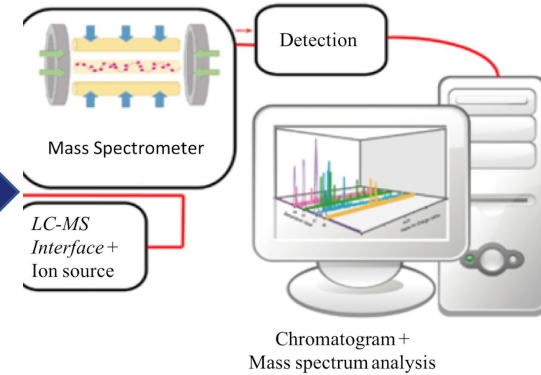 Detection
Mass Spectrometer
LC-MS
Interface +
Ion source
Chromatogram +
Mass spectrum analysis